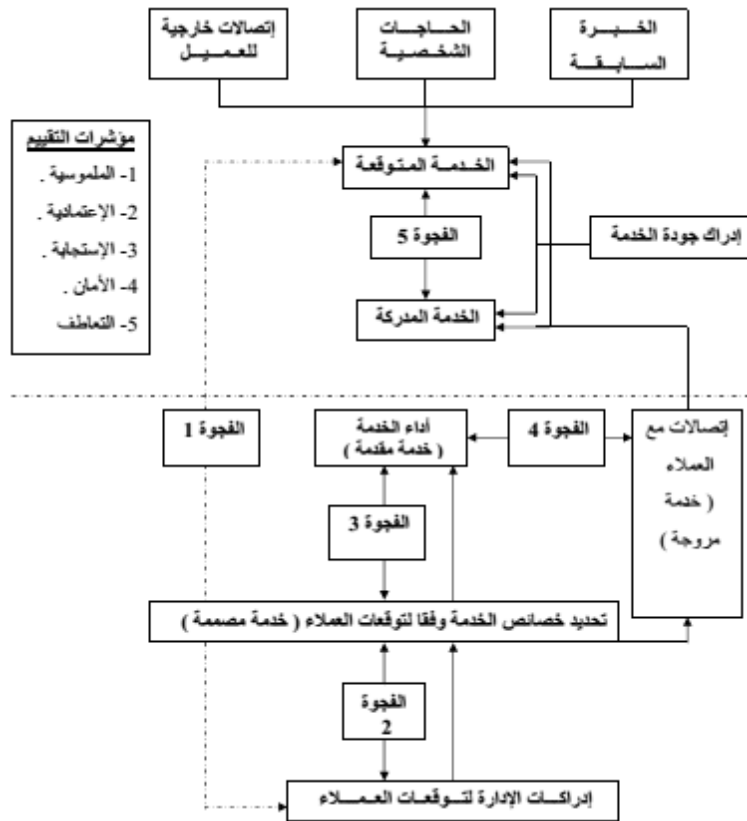 الخبرة
السابقة
الحاجات
الشخصية
إتصالات خارجية
للعميل
مؤشرات التقييم
1- الملموسية .
2- الإعتمادية .
3- الإستجابة .
4- الأمان .
5- التعاطف
الخدمة المتوقعة
الفجوة
5
إدراك جودة الخدمة
الخدمة المدركة
إتصالات مع
العملاء
( خدمة
مروجة )
الفجوة 4
أداء الخدمة
( خدمة مقدمة )
الفجوة 1
الفجوة
3
تحديد خصائص الخدمة وفقا لتوقعات العملاء ( خدمة مصممة )
الفجوة
2
إدراكات الإدارة لتوقعات العملاء